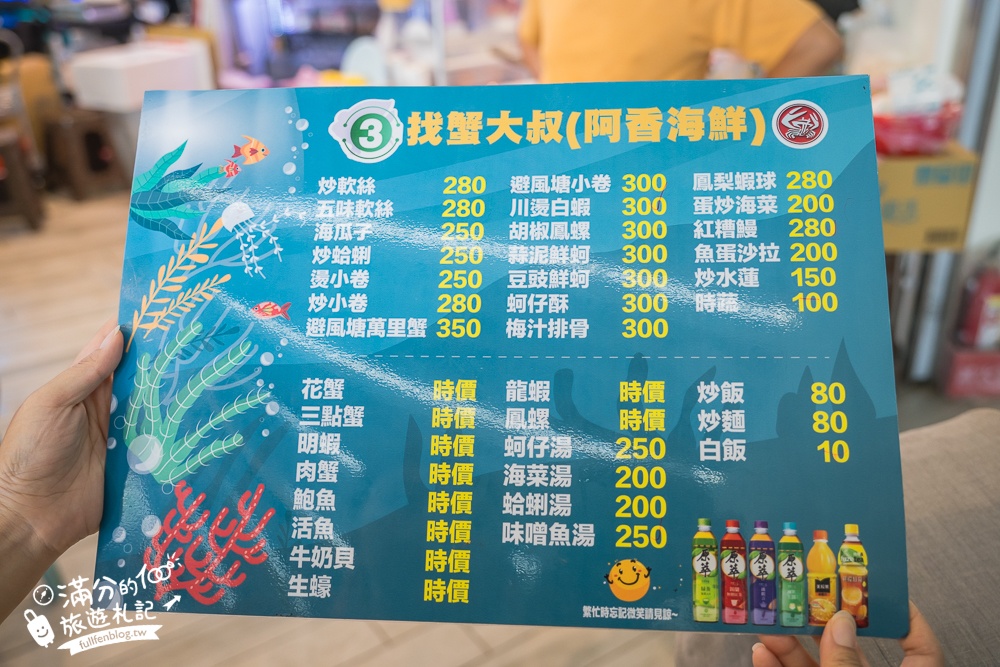 3 找蟹大叔(阿香海鮮)
炒軟絲 280
五味軟絲 280
海瓜子 250
炒蛤蜊 250
燙小卷 250
炒小卷 280
避風塘萬里蟹 350
避風塘小卷 300
川燙白蝦 300
胡椒鳳螺 300
蒜泥鮮蚵 300
豆豉鮮蚵 300
蚵仔酥 300
梅汁排骨 300
鳳梨蝦球 280
蛋炒海菜 200
紅糟鰻 280
魚蛋沙拉 200
炒水蓮 150
時蔬 100
花蟹 時價
三點蟹 時價
明蝦 時價
肉蟹 時價
鮑魚 時價
活魚 時價
牛奶貝 時價
生蠔 時價
龍蝦 時價
鳳螺 時價
蚵仔湯 250
海菜湯 200
蛤蜊湯 200
味噌魚湯 250
炒飯 80
炒麵 80
白飯 10
繁忙時忘記微笑請見諒~
原萃
原萃
原萃
原萃
滿分的
旅遊札記
fullfenblog.tw